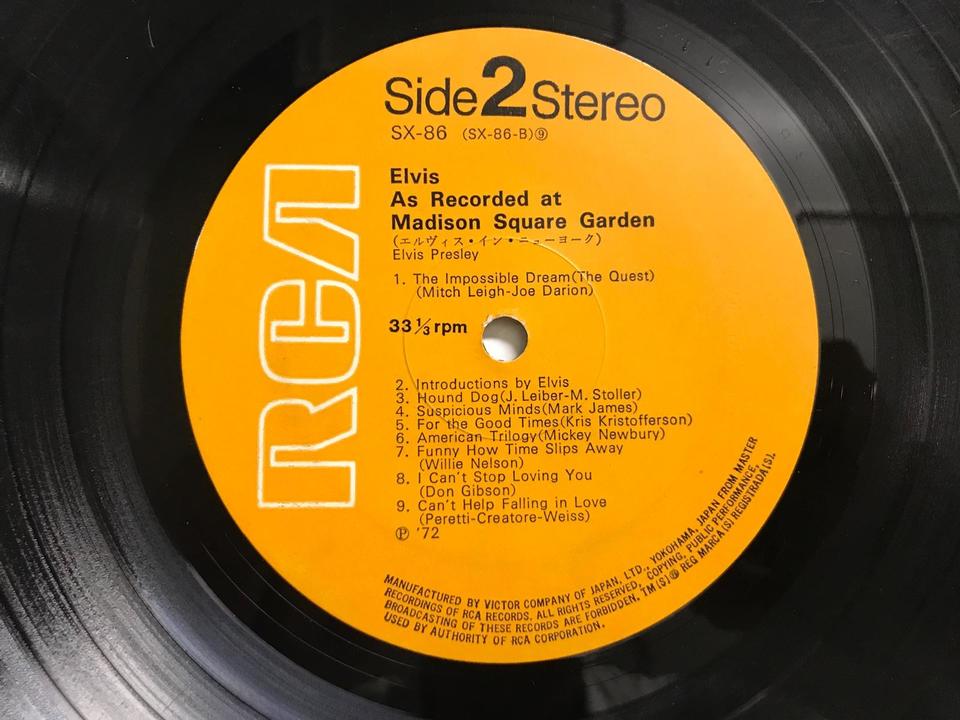 Side 2 Stereo
SX-86 (SX-86-B)⑨
RCA
Elvis
As Recorded at
Madison Square Garden
(エルヴィス・イン・ニューヨーク)
Elvis Presley
1. The Impossible Dream(The Quest)
(Mitch Leigh-Joe Darion)
33⅓rpm
2. Introductions by Elvis
3. Hound Dog(J. Leiber-M. Stoller)
4. Suspicious Minds(Mark James)
5. For the Good Times(Kris Kristofferson)
6. American Trilogy(Mickey Newbury)
7. Funny How Time Slips Away
(Willie Nelson)
8. I Can't Stop Loving You
(Don Gibson)
9. Can't Help Falling in Love
(Peretti-Creatore-Weiss)
Ⓟ '72
MANUFACTURED BY VICTOR COMPANY OF JAPAN, LTD., YOKOHAMA, JAPAN FROM MASTER
RECORDINGS OF RCA RECORDS. ALL RIGHTS RESERVED, COPYING, PUBLIC PERFORMANCE,
BROADCASTING OF THESE RECORDS ARE FORBIDDEN. TM[S]® REG MARCA[S] REGISTRADA[S].
USED BY AUTHORITY OF RCA CORPORATION.